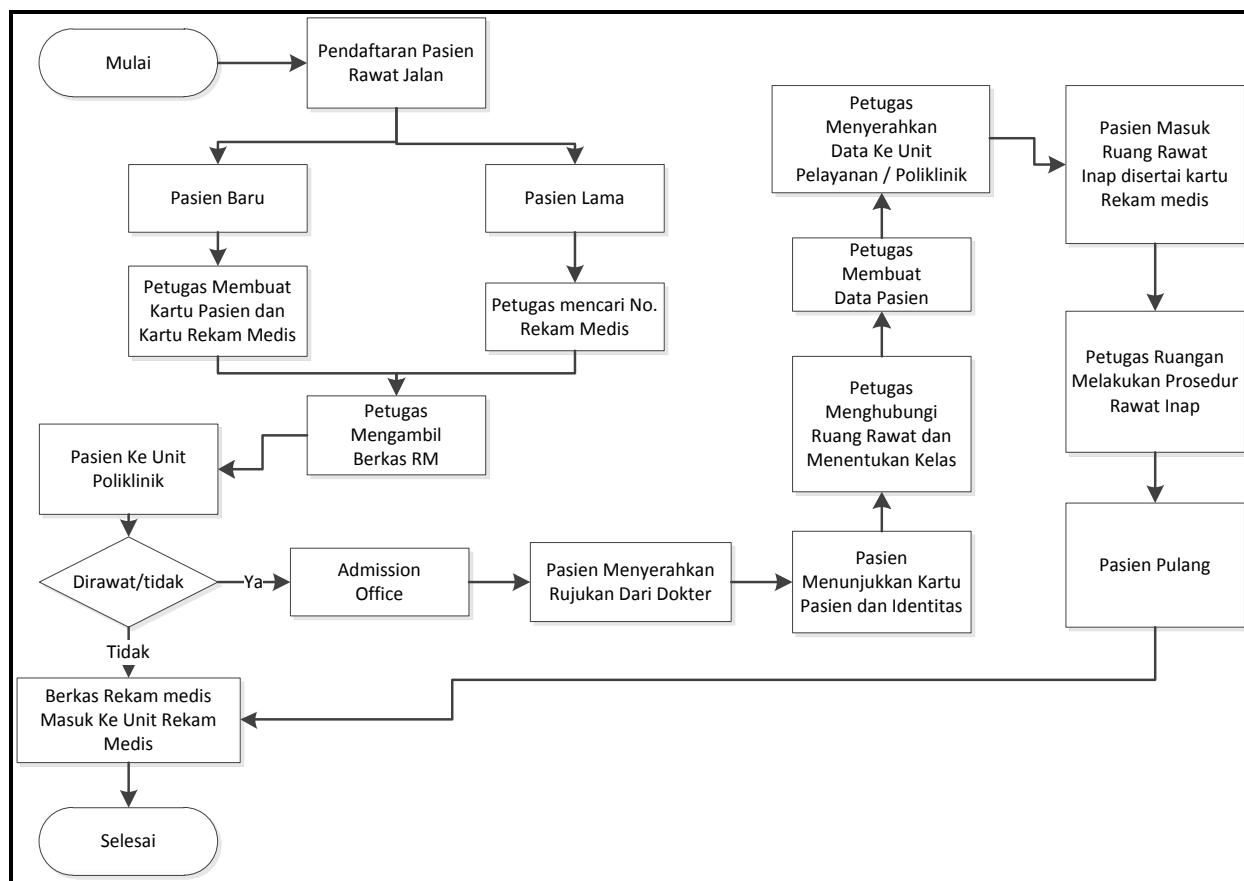 Mulai
Pendaftaran Pasien
Rawat Jalan
Pasien Baru
Pasien Lama
Petugas Membuat
Kartu Pasien dan
Kartu Rekam Medis
Petugas mencari No.
Rekam Medis
Petugas
Mengambil
Berkas RM
Pasien Ke Unit
Poliklinik
Dirawat/tidak
Ya
Tidak
Admission
Office
Pasien Menyerahkan
Rujukan Dari Dokter
Pasien
Menunjukkan Kartu
Pasien dan Identitas
Petugas
Menghubungi
Ruang Rawat dan
Menentukan Kelas
Petugas
Membuat
Data Pasien
Petugas
Menyerahkan
Data Ke Unit
Pelayanan / Poliklinik
Pasien Masuk
Ruang Rawat
Inap disertai kartu
Rekam medis
Petugas Ruangan
Melakukan Prosedur
Rawat Inap
Pasien Pulang
Berkas Rekam medis
Masuk Ke Unit Rekam
Medis
Selesai